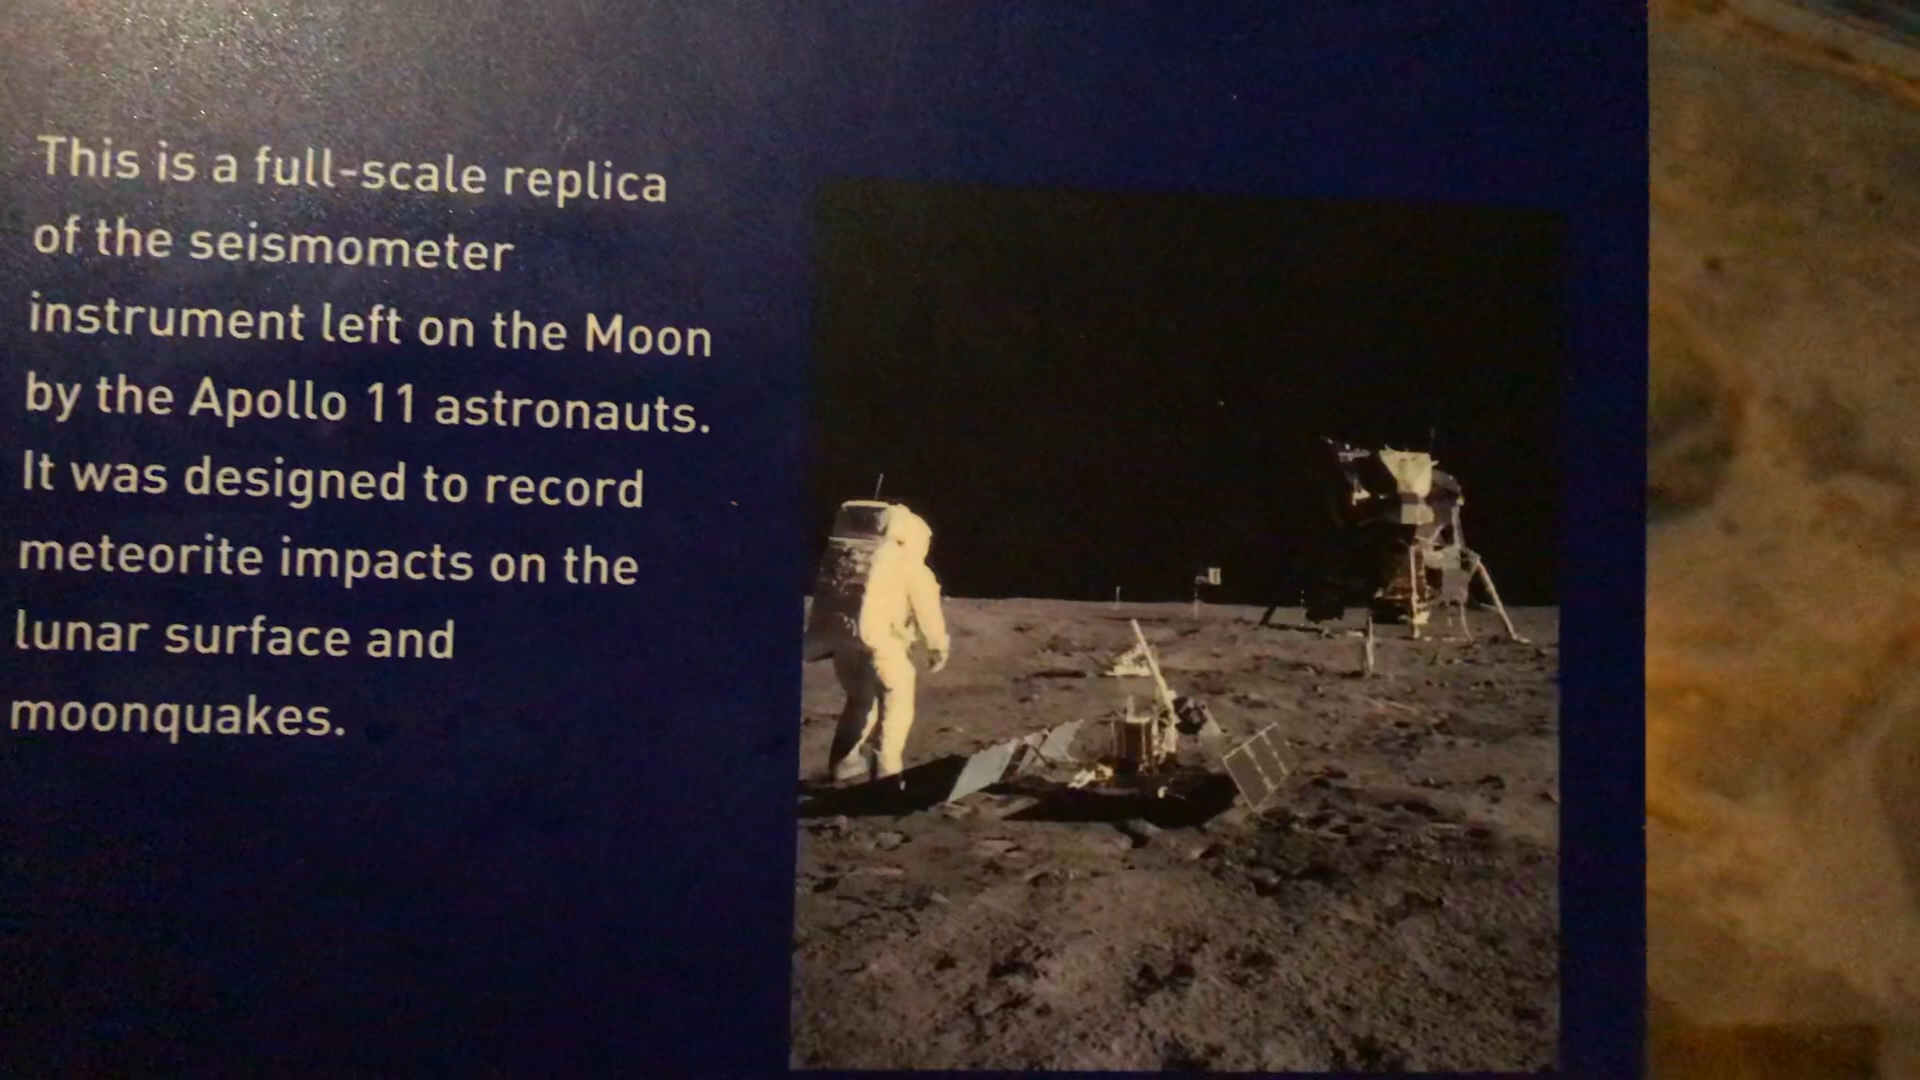 This is a full-scale replica
of the seismometer
instrument left on the Moon
by the Apollo 11 astronauts.
It was designed to record
meteorite impacts on the
lunar surface and
moonquakes.